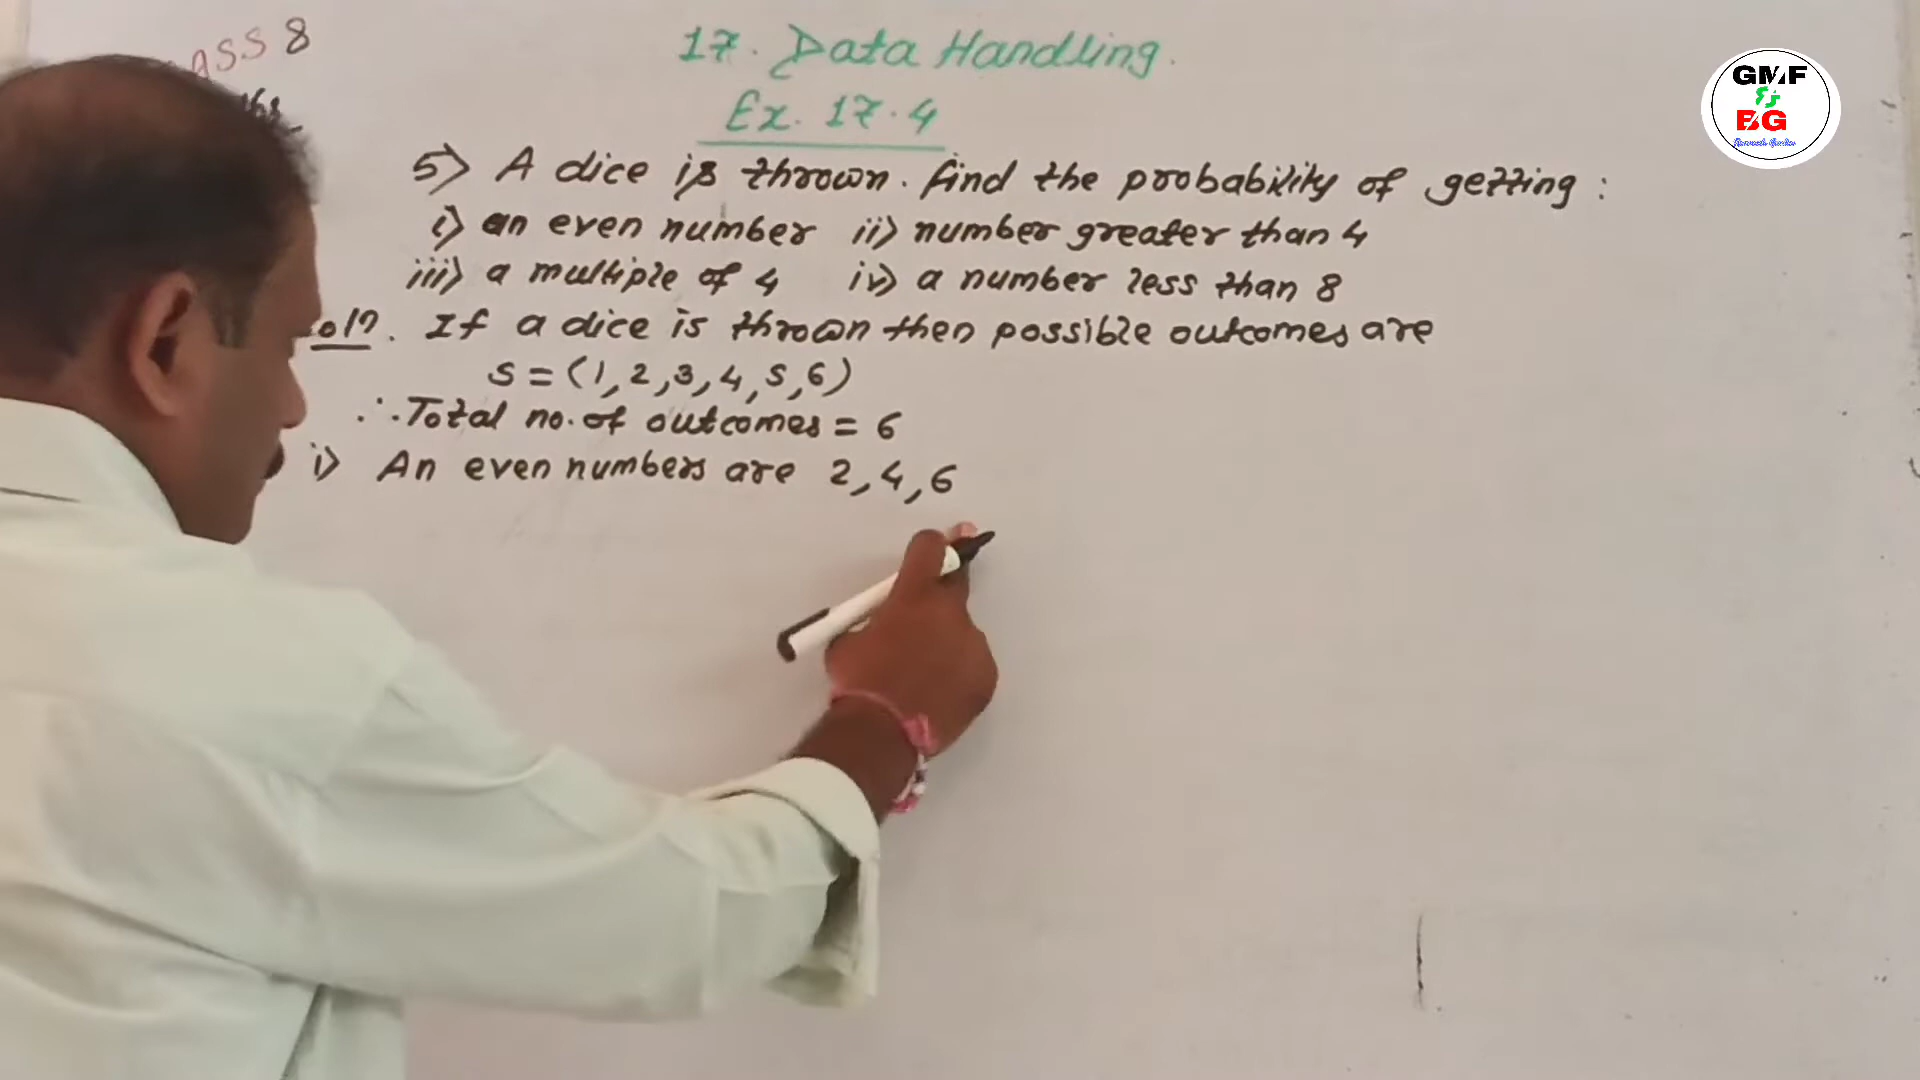 8
17. Data Handling.
Ex. 17.4
5) A dice is thrown. find the probability of getting:
i) an even number ii) number greater than 4
iii) a multiple of 4 iv) a number less than 8
. If a dice is thrown then possible outcomes are
S = (1, 2, 3, 4, 5, 6)
∴ Total no. of outcomes = 6
i) An even numbers are 2, 4, 6
GMF
BG